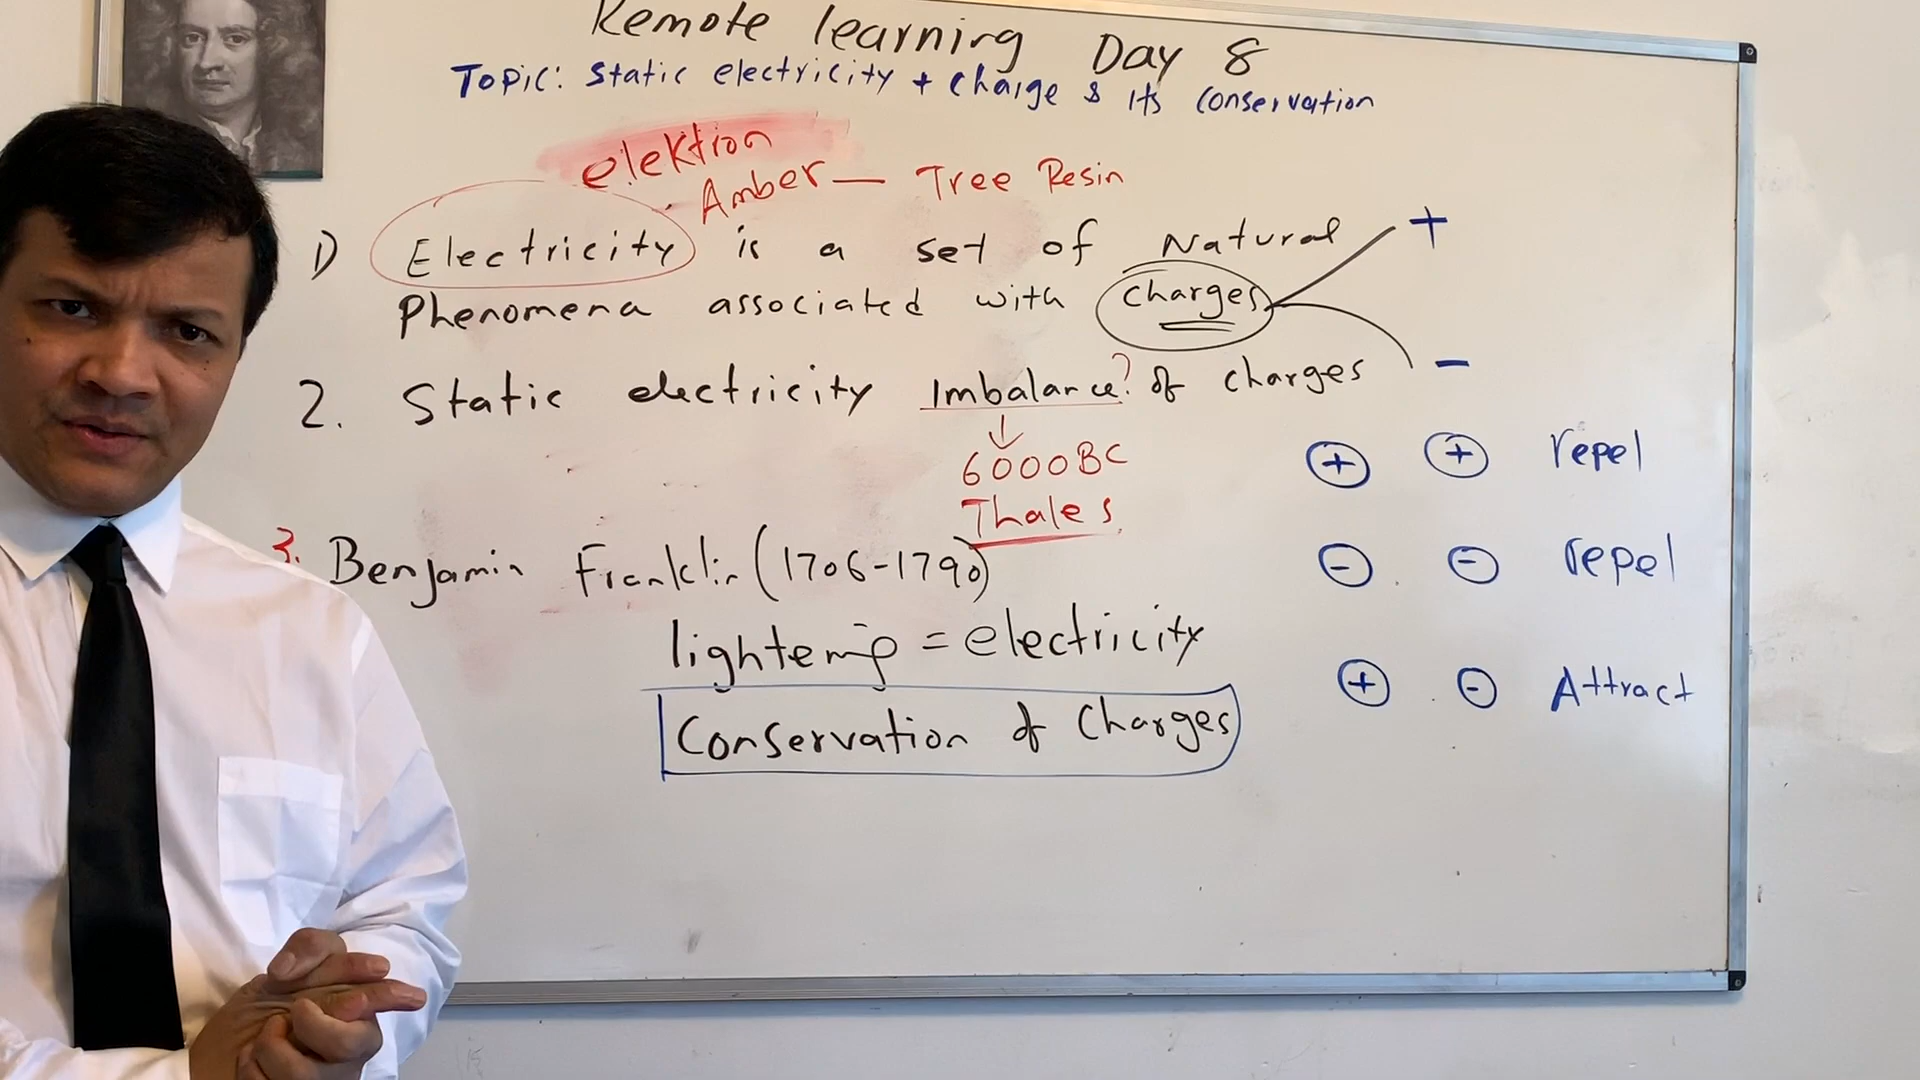 Remote learning Day 8
Topic: Static electricity + Charge & Its Conservation
elektron
Amber — Tree Resin
1) Electricity is a set of Natural
Phenomena associated with Charges
+
-
2. Static electricity Imbalance? of charges
6000BC
Thales
3. Benjamin Franklin (1706-1790)
lightening = electricity
Conservation of Charges
+ + repel
- - repel
+ - Attract